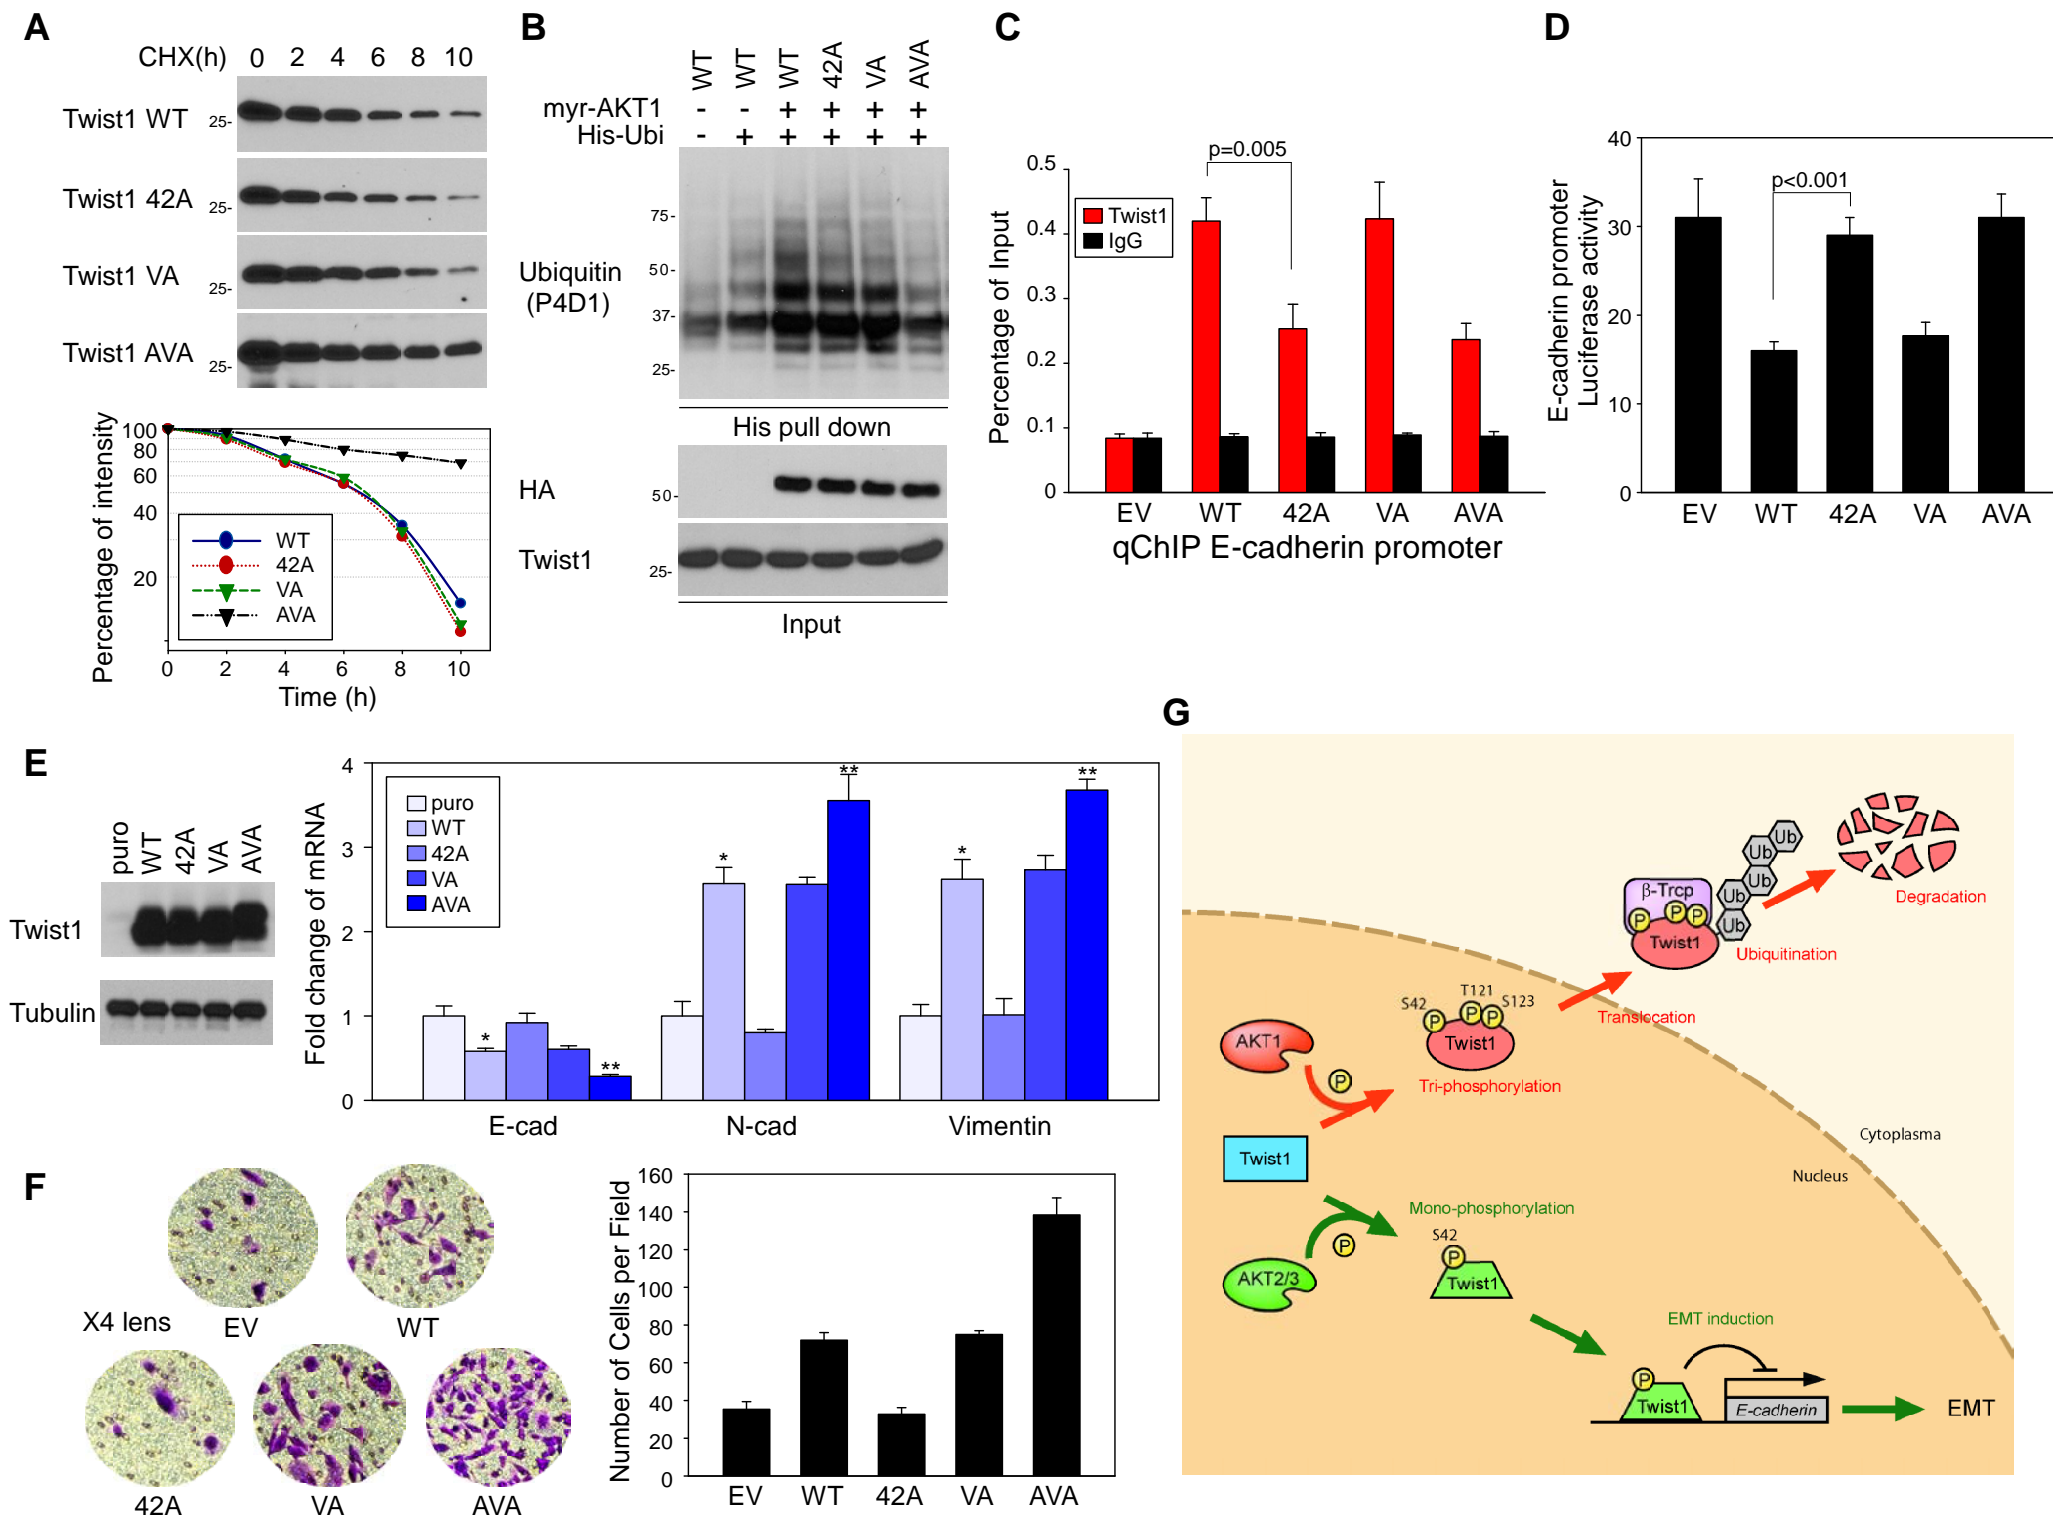 A
CHX(h) 0 2 4 6 8 10
Twist1 WT 25-
Twist1 42A 25-
Twist1 VA 25-
Twist1 AVA 25-
Percentage of intensity
100
80
60
40
20
WT
42A
VA
AVA
0 2 4 6 8 10
Time (h)
B
WT WT WT 42A VA AVA
myr-AKT1 - - + + + +
His-Ubi - + + + + +
Ubiquitin
(P4D1)
75-
50-
37-
25-
His pull down
HA 50-
Twist1 25-
Input
C
Percentage of Input
0.5
0.4
0.3
0.2
0.1
0
p=0.005
Twist1
IgG
EV WT 42A VA AVA
qChIP E-cadherin promoter
D
E-cadherin promoter
Luciferase activity
40
30
20
10
0
p<0.001
EV WT 42A VA AVA
E
puro WT 42A VA AVA
Twist1
Tubulin
Fold change of mRNA
4
3
2
1
0
puro
WT
42A
VA
AVA
* ** * ** * **
E-cad N-cad Vimentin
F
X4 lens
EV WT
42A VA AVA
Number of Cells per Field
160
140
120
100
80
60
40
20
0
EV WT 42A VA AVA
G
Ub
Ub
Ub
Ub
Ub
β-Trcp
P P P
Twist1
Degradation
Ubiquitination
S42 T121 S123
P P P
Twist1
Translocation
AKT1
P
Tri-phosphorylation
Twist1
Cytoplasma
Nucleus
Mono-phosphorylation
AKT2/3
P
S42
P
Twist1
EMT induction
P
Twist1
E-cadherin
EMT